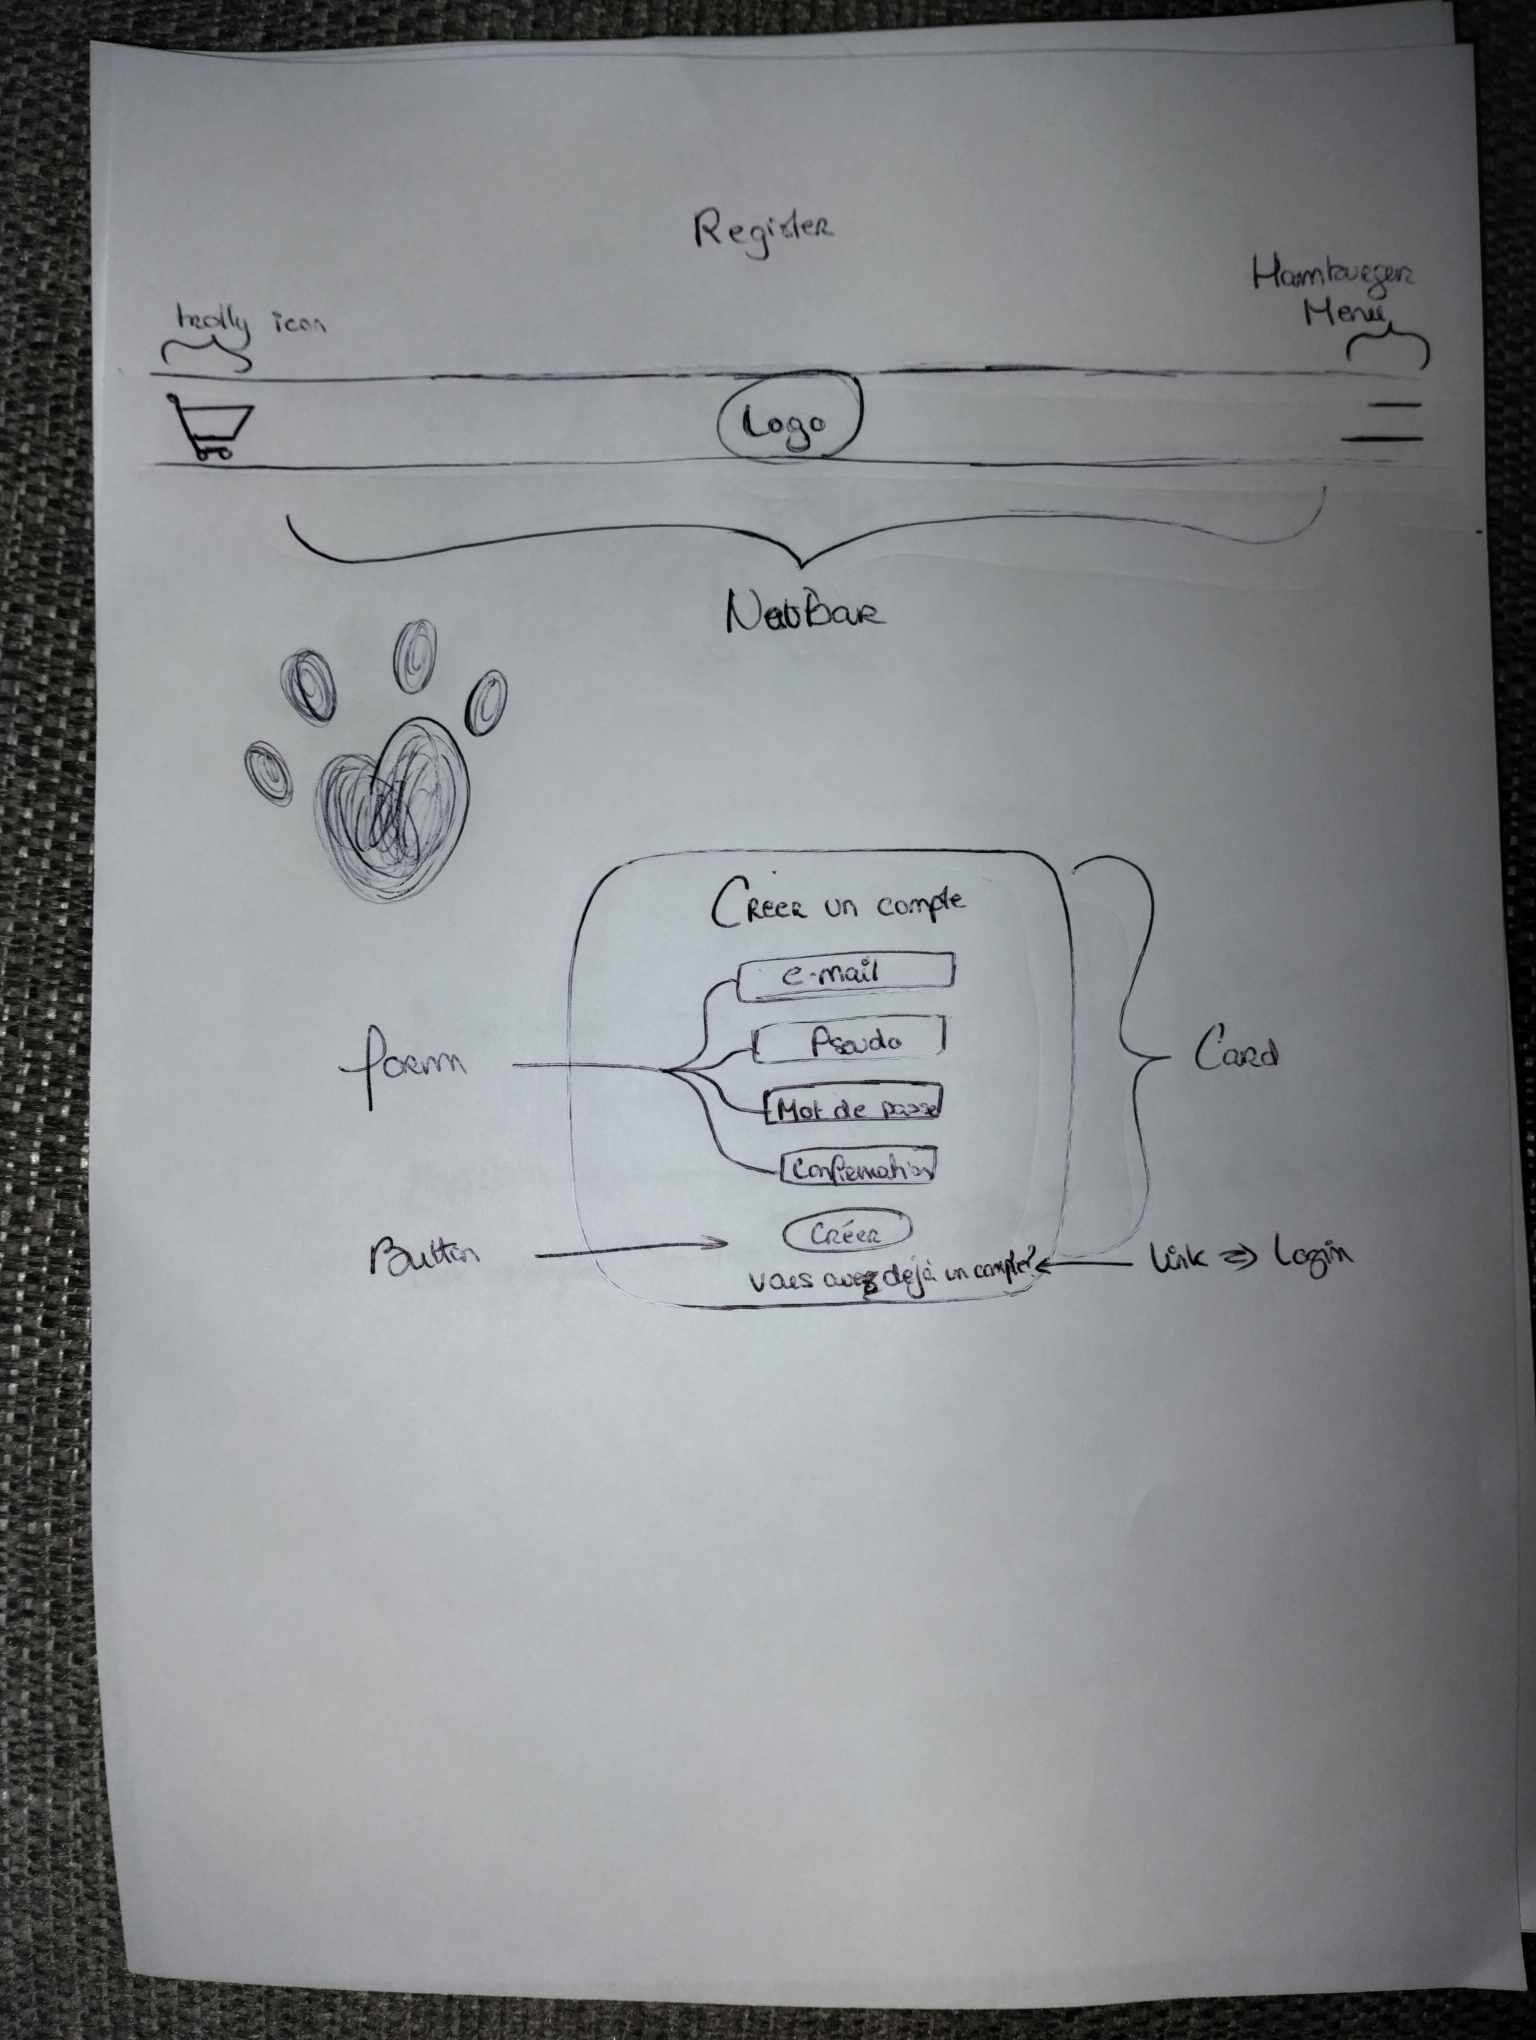 Register
trolly icon
Hamburger
Menu
Logo
NavBar
Creer un compte
e-mail
Pseudo
form
Card
Mot de passe
Confirmation
Créer
Button
Link => Login
vous avez déjà un compte?